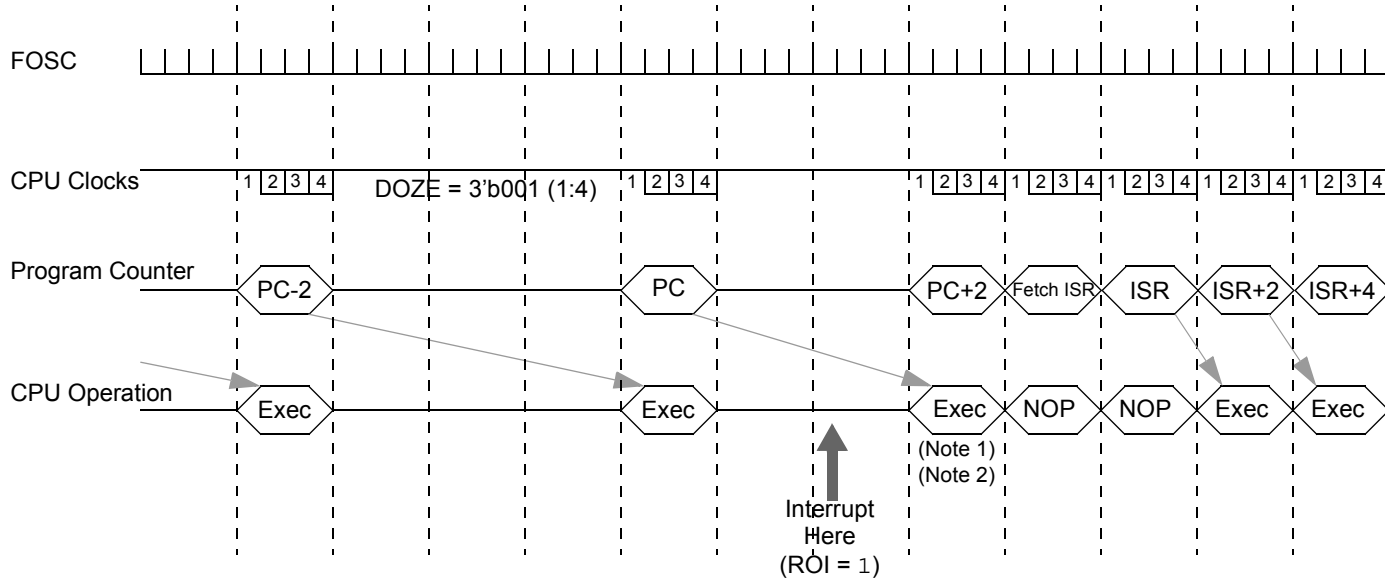 FOSC
CPU Clocks
1 2 3 4
DOZE = 3'b001 (1:4)
1 2 3 4
1 2 3 4 1 2 3 4 1 2 3 4 1 2 3 4 1 2 3 4
Program Counter
PC-2
PC
PC+2
Fetch ISR
ISR
ISR+2
ISR+4
CPU Operation
Exec
Exec
Exec
NOP
NOP
Exec
Exec
(Note 1)
(Note 2)
Interrupt
Here
(ROI = 1)